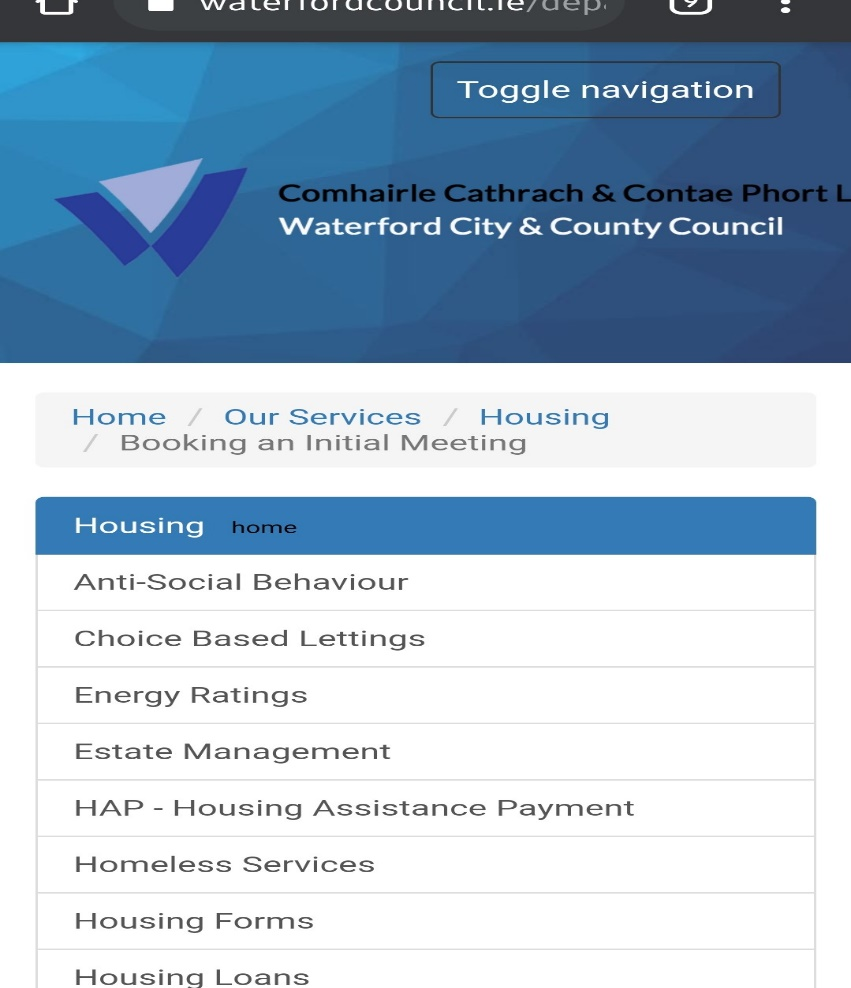 waterfordcouncil.ie/dep
9
Toggle navigation
Comhairle Cathrach & Contae Phort L
Waterford City & County Council
Home / Our Services / Housing
/ Booking an Initial Meeting
Housing home
Anti-Social Behaviour
Choice Based Lettings
Energy Ratings
Estate Management
HAP - Housing Assistance Payment
Homeless Services
Housing Forms
Housing Loans